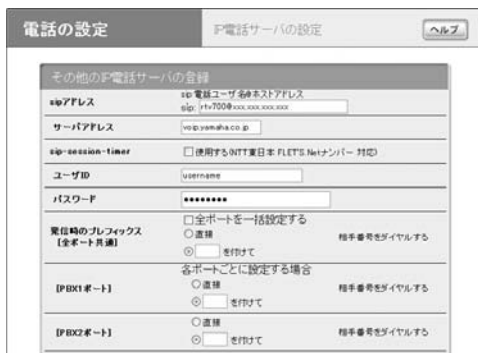 電話の設定
IP電話サーバの設定
ヘルプ
その他のIP電話サーバの登録
sipアドレス
sip:電話ユーザ名@ホストアドレス
sip: rtv700@xxx.xxx.xxx.xxx
サーバアドレス
voip.yamaha.co.jp
sip-session-timer
使用する(NTT東日本 FLET'S.Netナンバー 対応)
ユーザID
username
パスワード
●●●●●●●●
発信時のプレフィックス
[全ポート共通]
全ポートを一括設定する
直接
を付けて
相手番号をダイヤルする
各ポートごとに設定する場合
[PBX1ポート]
直接
を付けて
相手番号をダイヤルする
[PBX2ポート]
直接
を付けて
相手番号をダイヤルする